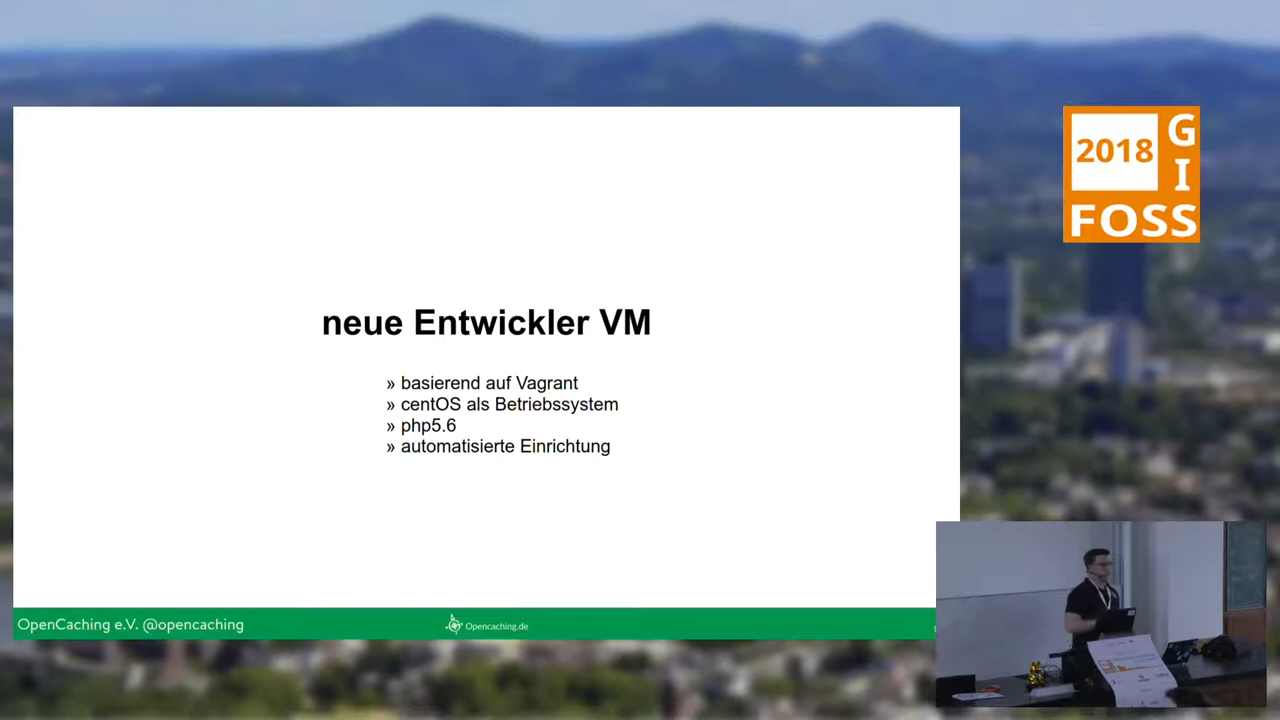 neue Entwickler VM
» basierend auf Vagrant
» centOS als Betriebssystem
» php5.6
» automatisierte Einrichtung
OpenCaching e.V. @opencaching
Opencaching.de
2018
G
I
FOSS